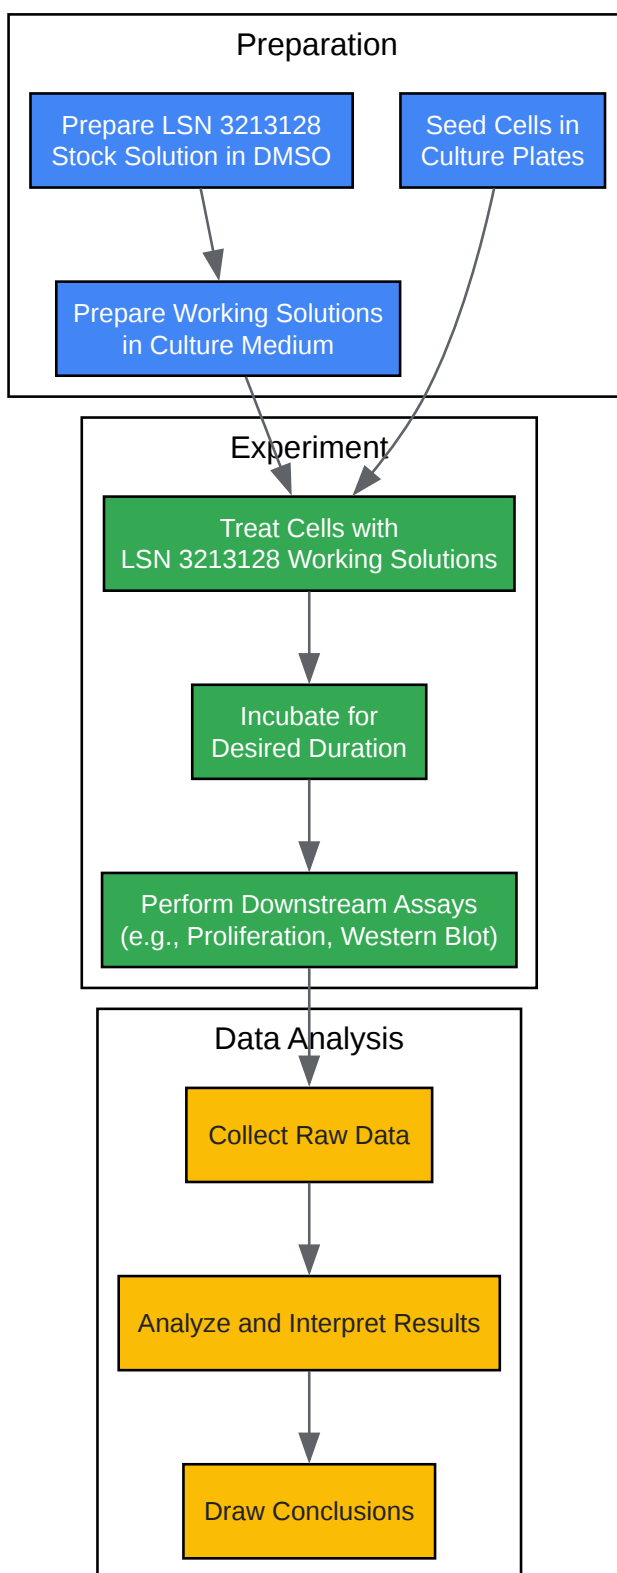 Preparation
Prepare LSN 3213128
Stock Solution in DMSO
Seed Cells in
Culture Plates
Prepare Working Solutions
in Culture Medium
Experiment
Treat Cells with
LSN 3213128 Working Solutions
Incubate for
Desired Duration
Perform Downstream Assays
(e.g., Proliferation, Western Blot)
Data Analysis
Collect Raw Data
Analyze and Interpret Results
Draw Conclusions